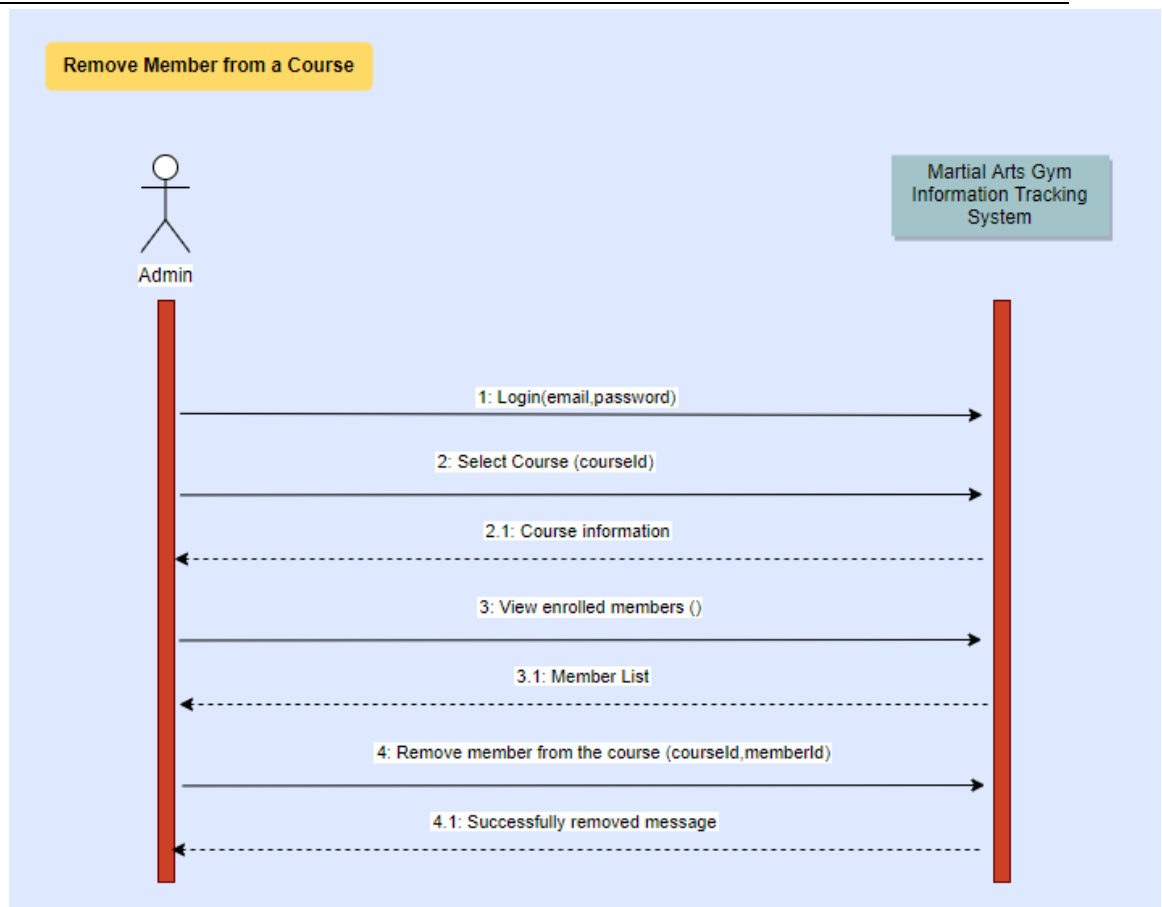 Remove Member from a Course
Martial Arts Gym
Information Tracking
System
Admin
1: Login(email,password)
2: Select Course (courseId)
2.1: Course information
3: View enrolled members ()
3.1: Member List
4: Remove member from the course (courseId,memberId)
4.1: Successfully removed message